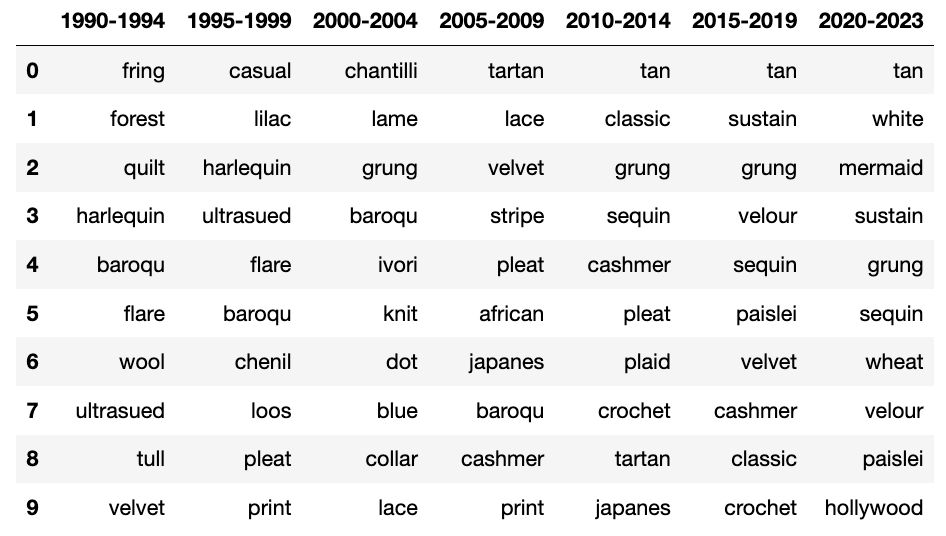 1990-1994 1995-1999 2000-2004 2005-2009 2010-2014 2015-2019 2020-2023
0 fring casual chantilli tartan tan tan tan
1 forest lilac lame lace classic sustain white
2 quilt harlequin grung velvet grung grung mermaid
3 harlequin ultrasued baroqu stripe sequin velour sustain
4 baroqu flare ivori pleat cashmer sequin grung
5 flare baroqu knit african pleat paislei sequin
6 wool chenil dot japanes plaid velvet wheat
7 ultrasued loos blue baroqu crochet cashmer velour
8 tull pleat collar cashmer tartan classic paislei
9 velvet print lace print japanes crochet hollywood